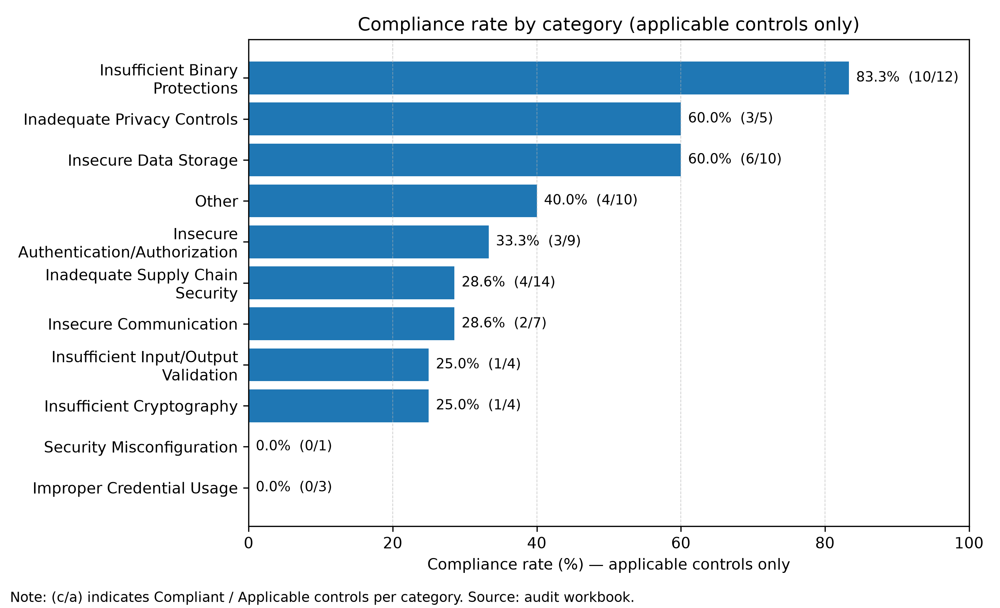 Compliance rate by category (applicable controls only)
Insufficient Binary
Protections
83.3%  (10/12)
Inadequate Privacy Controls
60.0%  (3/5)
Insecure Data Storage
60.0%  (6/10)
Other
40.0%  (4/10)
Insecure
Authentication/Authorization
33.3%  (3/9)
Inadequate Supply Chain
Security
28.6%  (4/14)
Insecure Communication
28.6%  (2/7)
Insufficient Input/Output
Validation
25.0%  (1/4)
Insufficient Cryptography
25.0%  (1/4)
Security Misconfiguration
0.0%  (0/1)
Improper Credential Usage
0.0%  (0/3)
0 20 40 60 80 100
Compliance rate (%) — applicable controls only
Note: (c/a) indicates Compliant / Applicable controls per category. Source: audit workbook.